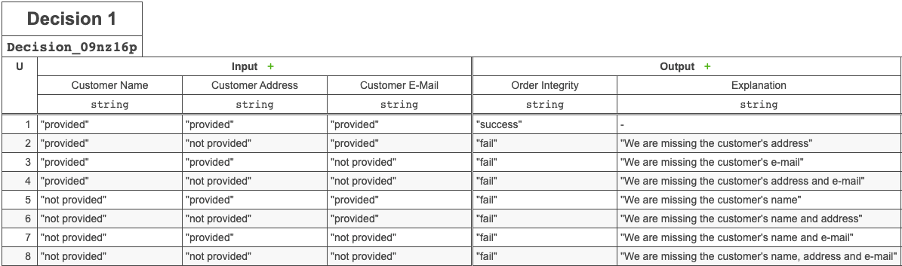 Decision 1
Decision_09nz16p
U Input + Output +
Customer Name Customer Address Customer E-Mail Order Integrity Explanation
string string string string string
1 "provided" "provided" "provided" "success" -
2 "provided" "not provided" "provided" "fail" "We are missing the customer's address"
3 "provided" "provided" "not provided" "fail" "We are missing the customer's e-mail"
4 "provided" "not provided" "not provided" "fail" "We are missing the customer's address and e-mail"
5 "not provided" "provided" "provided" "fail" "We are missing the customer's name"
6 "not provided" "not provided" "provided" "fail" "We are missing the customer's name and address"
7 "not provided" "provided" "not provided" "fail" "We are missing the customer's name and e-mail"
8 "not provided" "not provided" "not provided" "fail" "We are missing the customer's name, address and e-mail"